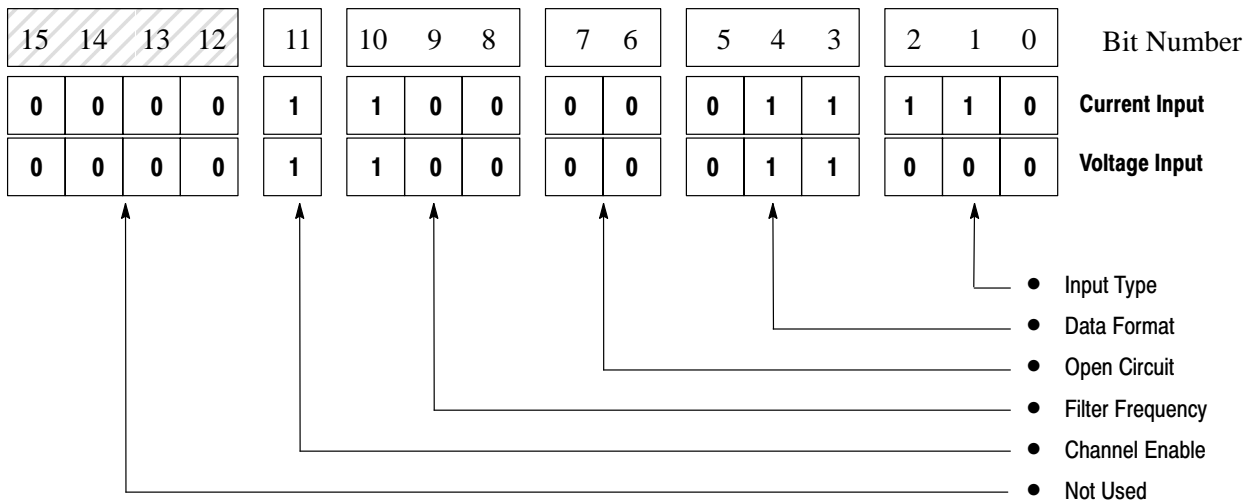 15 14 13 12 11 10 9 8 7 6 5 4 3 2 1 0 Bit Number
0 0 0 0 1 1 0 0 0 0 0 1 1 1 1 0 Current Input
0 0 0 0 1 1 0 0 0 0 0 1 1 0 0 0 Voltage Input
● Input Type
● Data Format
● Open Circuit
● Filter Frequency
● Channel Enable
● Not Used